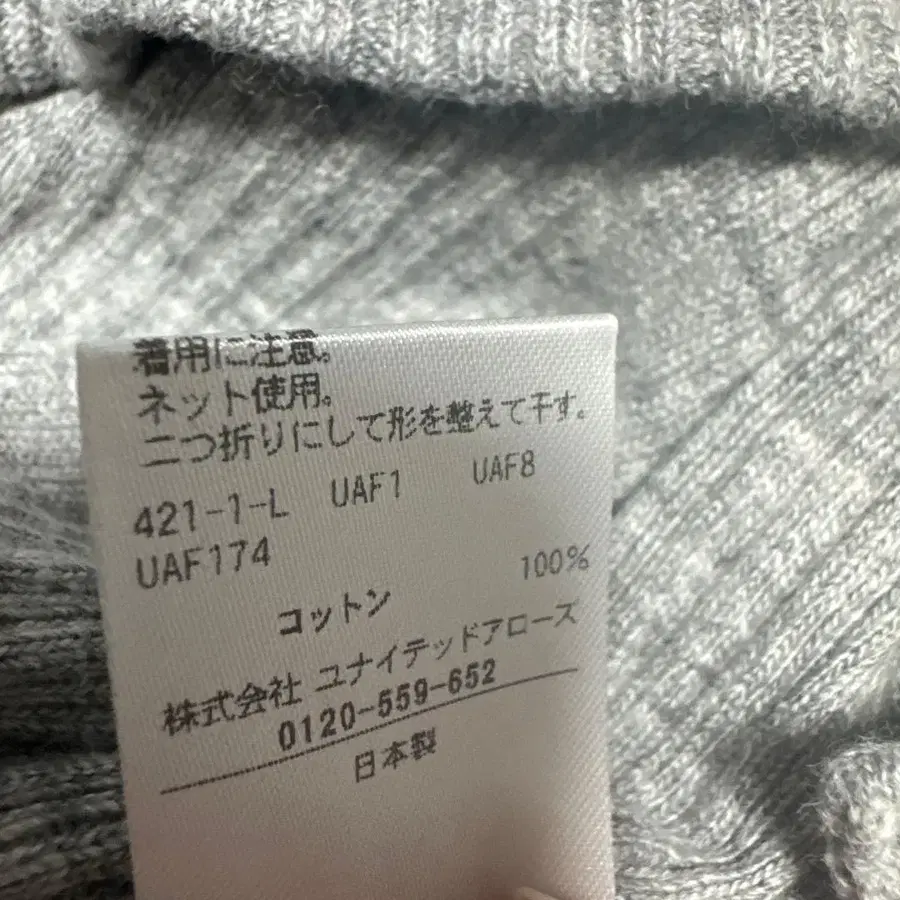 着用に注意。
ネット使用。
二つ折りにして形を整えて干す。
421-1-L UAF1 UAF8
UAF174
コットン 100%
株式会社 ユナイテッドアローズ
0120-559-652
日本製